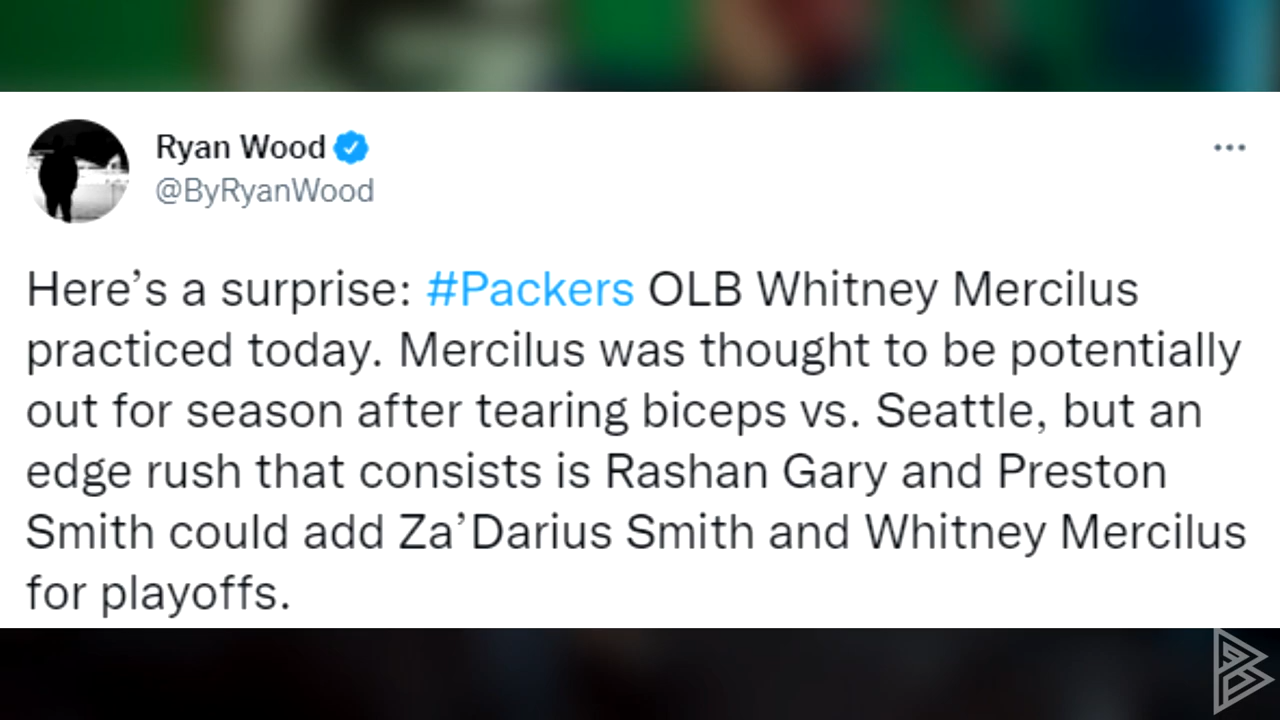 Ryan Wood
@ByRyanWood
Here’s a surprise: #Packers OLB Whitney Mercilus
practiced today. Mercilus was thought to be potentially
out for season after tearing biceps vs. Seattle, but an
edge rush that consists is Rashan Gary and Preston
Smith could add Za’Darius Smith and Whitney Mercilus
for playoffs.